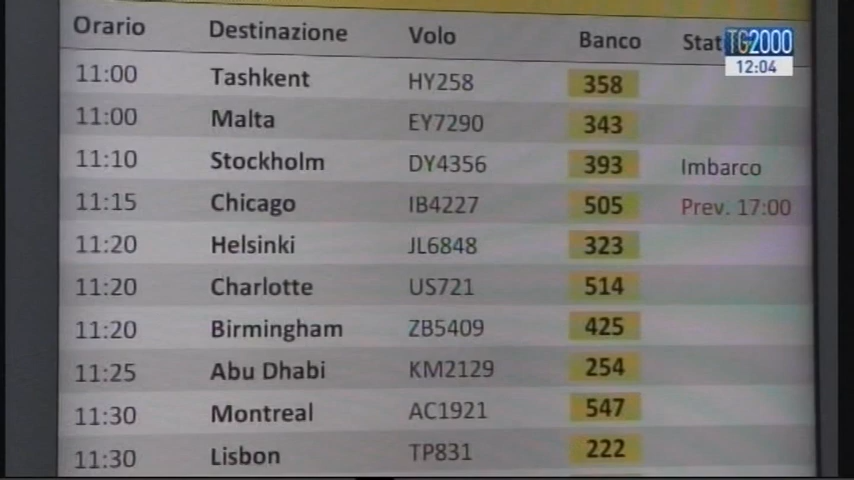 Orario Destinazione Volo Banco Stat
TG2000
12:04
11:00 Tashkent HY258 358
11:00 Malta EY7290 343
11:10 Stockholm DY4356 393 Imbarco
11:15 Chicago IB4227 505 Prev. 17:00
11:20 Helsinki JL6848 323
11:20 Charlotte US721 514
11:20 Birmingham ZB5409 425
11:25 Abu Dhabi KM2129 254
11:30 Montreal AC1921 547
11:30 Lisbon TP831 222